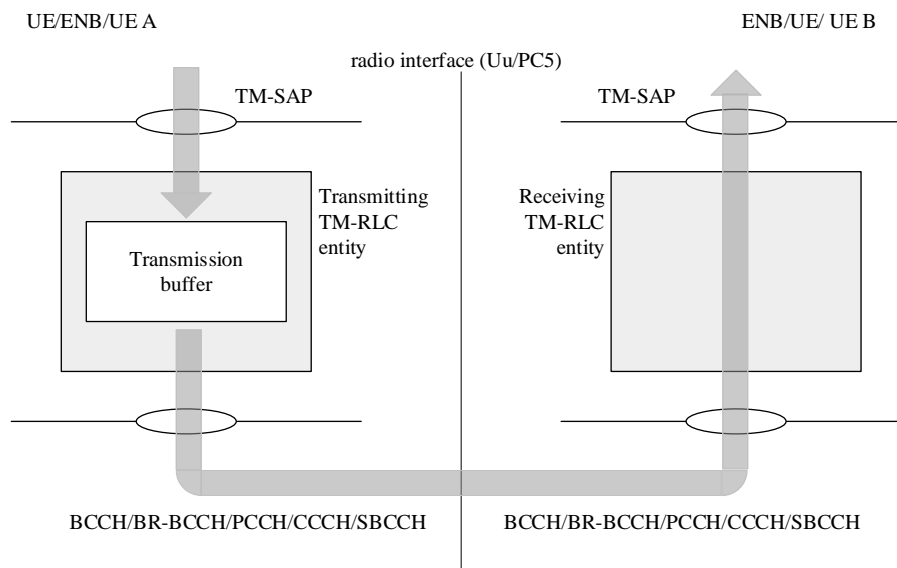 UE/ENB/UE A
ENB/UE/ UE B
radio interface (Uu/PC5)
TM-SAP
TM-SAP
Transmitting
TM-RLC
entity
Receiving
TM-RLC
entity
Transmission
buffer
BCCH/BR-BCCH/PCCH/CCCH/SBCCH
BCCH/BR-BCCH/PCCH/CCCH/SBCCH